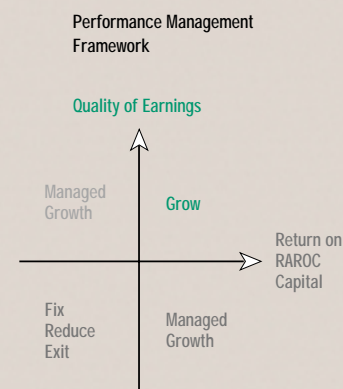 Performance Management
Framework
Quality of Earnings
Managed
Growth
Grow
Return on
RAROC
Capital
Fix
Reduce
Exit
Managed
Growth